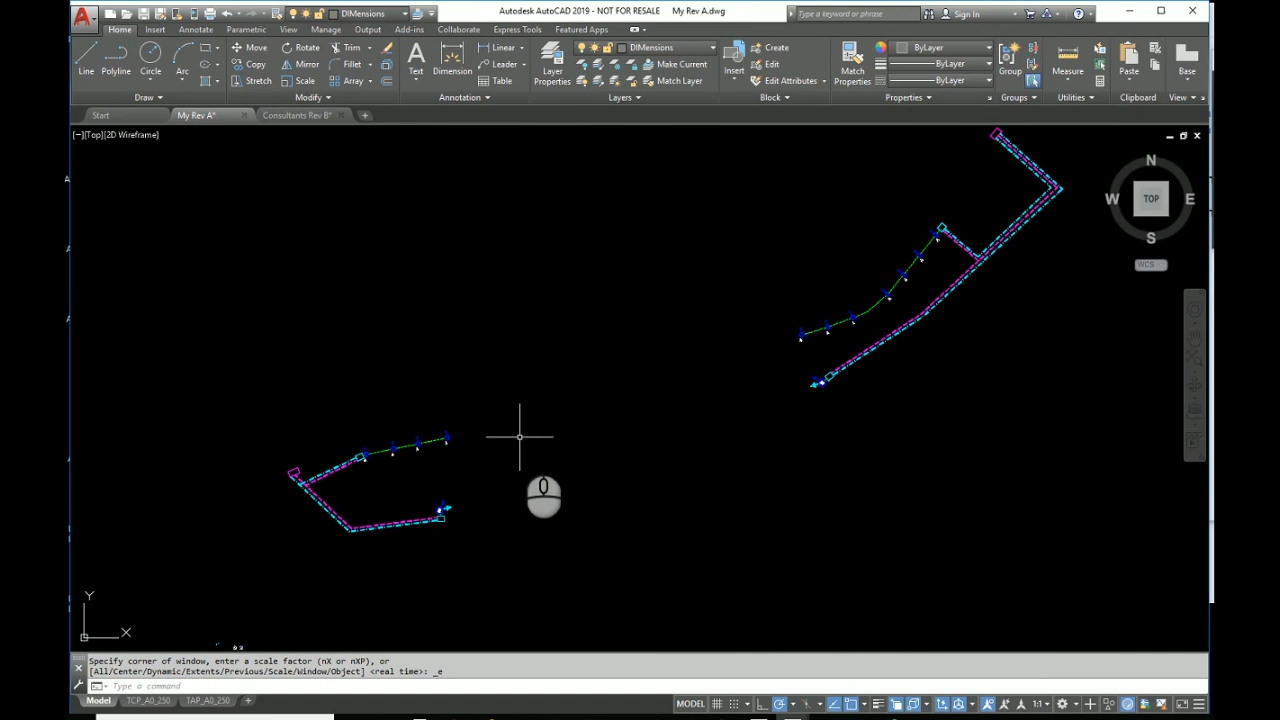 Autodesk AutoCAD 2019 - NOT FOR RESALE My Rev A.dwg
DIMensions
Type a keyword or phrase
Sign In
Home Insert Annotate Parametric View Manage Output Add-ins Collaborate Express Tools Featured Apps
Line Polyline Circle Arc
Move Rotate Trim
Copy Mirror Fillet
Stretch Scale Array
Text Dimension
Linear
Leader
Table
Layer Properties
DIMensions
Make Current
Match Layer
Insert
Create
Edit
Edit Attributes
Match Properties
ByLayer
ByLayer
ByLayer
Group
Measure
Paste
Base
Draw Modify Annotation Layers Block Properties Groups Utilities Clipboard View
Start My Rev A* Consultants Rev B*
[−][Top][2D Wireframe]
N
W TOP E
S
WCS
Y
X
Specify corner of window, enter a scale factor (nX or nXP), or
[All/Center/Dynamic/Extents/Previous/Scale/Window/Object] <real time>: _e
Type a command
Model TCP_A0_250 TAP_A0_250
MODEL
1:1